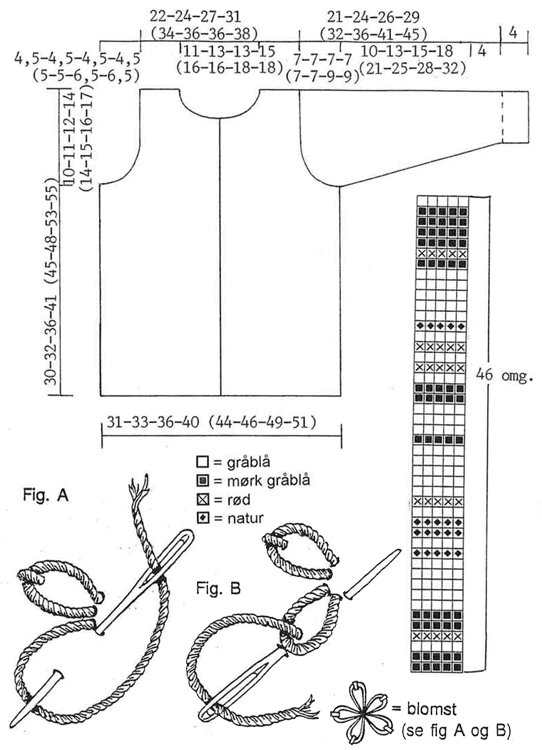 22-24-27-31
(34-36-36-38)
21-24-26-29
(32-36-41-45)
4
11-13-13-15
(16-16-18-18)
7-7-7-7
(7-7-9-9)
10-13-15-18
(21-25-28-32)
4
4,5-4,5-4,5-4,5
(5-5-6,5-6,5)
10-11-12-14
(14-15-16-17)
30-32-36-41 (45-48-53-55)
46 omg.
31-33-36-40 (44-46-49-51)
= gråblå
= mørk gråblå
= rød
= natur
Fig. A
Fig. B
= blomst
(se fig A og B)